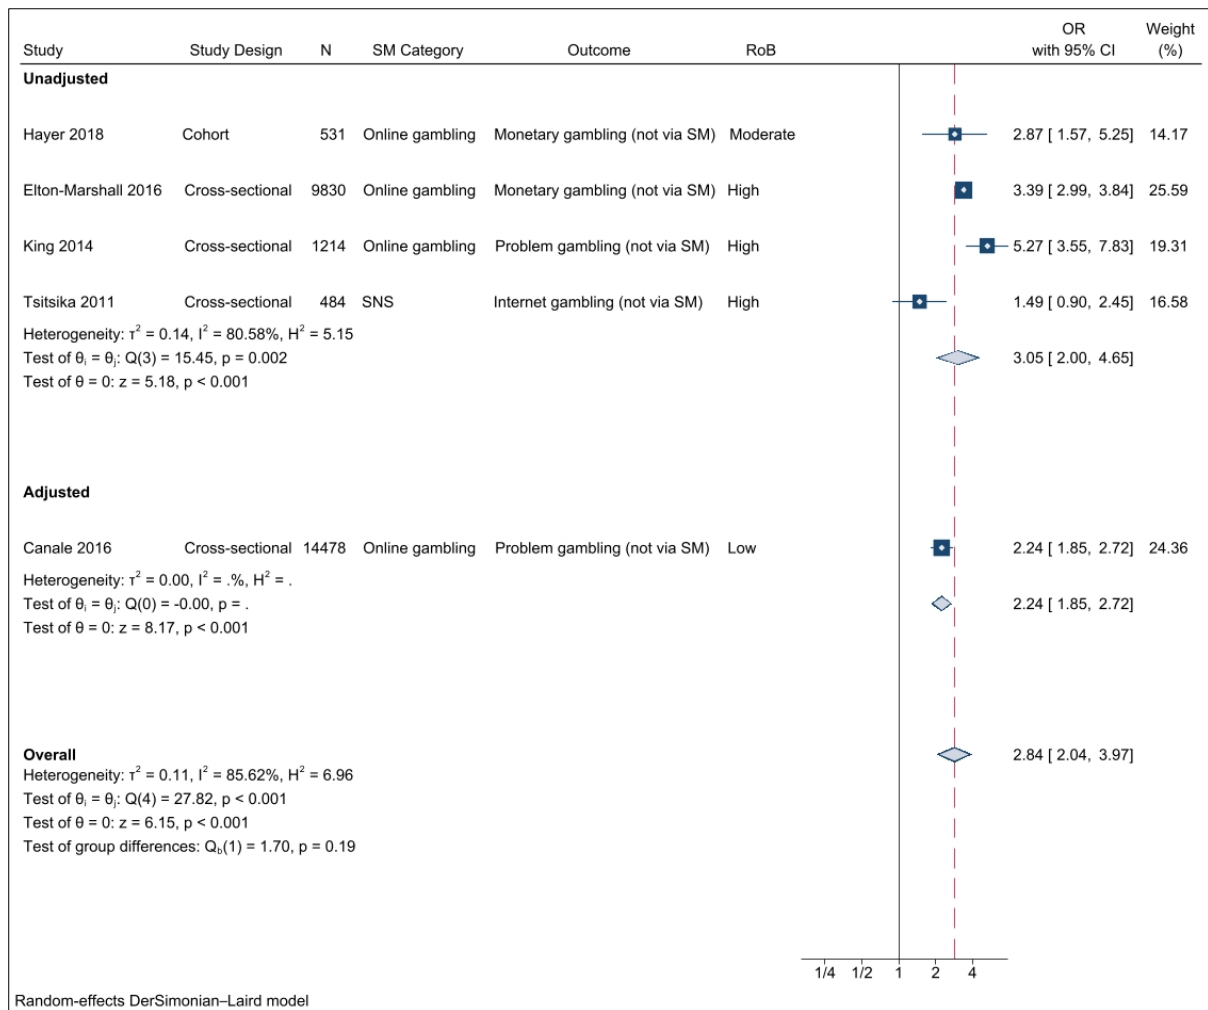 Study Study Design N SM Category Outcome RoB OR with 95% CI Weight (%)
Unadjusted
Hayer 2018 Cohort 531 Online gambling Monetary gambling (not via SM) Moderate 2.87 [ 1.57, 5.25] 14.17
Elton-Marshall 2016 Cross-sectional 9830 Online gambling Monetary gambling (not via SM) High 3.39 [ 2.99, 3.84] 25.59
King 2014 Cross-sectional 1214 Online gambling Problem gambling (not via SM) High 5.27 [ 3.55, 7.83] 19.31
Tsitsika 2011 Cross-sectional 484 SNS Internet gambling (not via SM) High 1.49 [ 0.90, 2.45] 16.58
Heterogeneity: τ² = 0.14, I² = 80.58%, H² = 5.15
Test of θᵢ = θⱼ: Q(3) = 15.45, p = 0.002 3.05 [ 2.00, 4.65]
Test of θ = 0: z = 5.18, p < 0.001
Adjusted
Canale 2016 Cross-sectional 14478 Online gambling Problem gambling (not via SM) Low 2.24 [ 1.85, 2.72] 24.36
Heterogeneity: τ² = 0.00, I² = .%, H² = .
Test of θᵢ = θⱼ: Q(0) = -0.00, p = . 2.24 [ 1.85, 2.72]
Test of θ = 0: z = 8.17, p < 0.001
Overall 2.84 [ 2.04, 3.97]
Heterogeneity: τ² = 0.11, I² = 85.62%, H² = 6.96
Test of θᵢ = θⱼ: Q(4) = 27.82, p < 0.001
Test of θ = 0: z = 6.15, p < 0.001
Test of group differences: Q_b(1) = 1.70, p = 0.19
1/4 1/2 1 2 4
Random-effects DerSimonian–Laird model